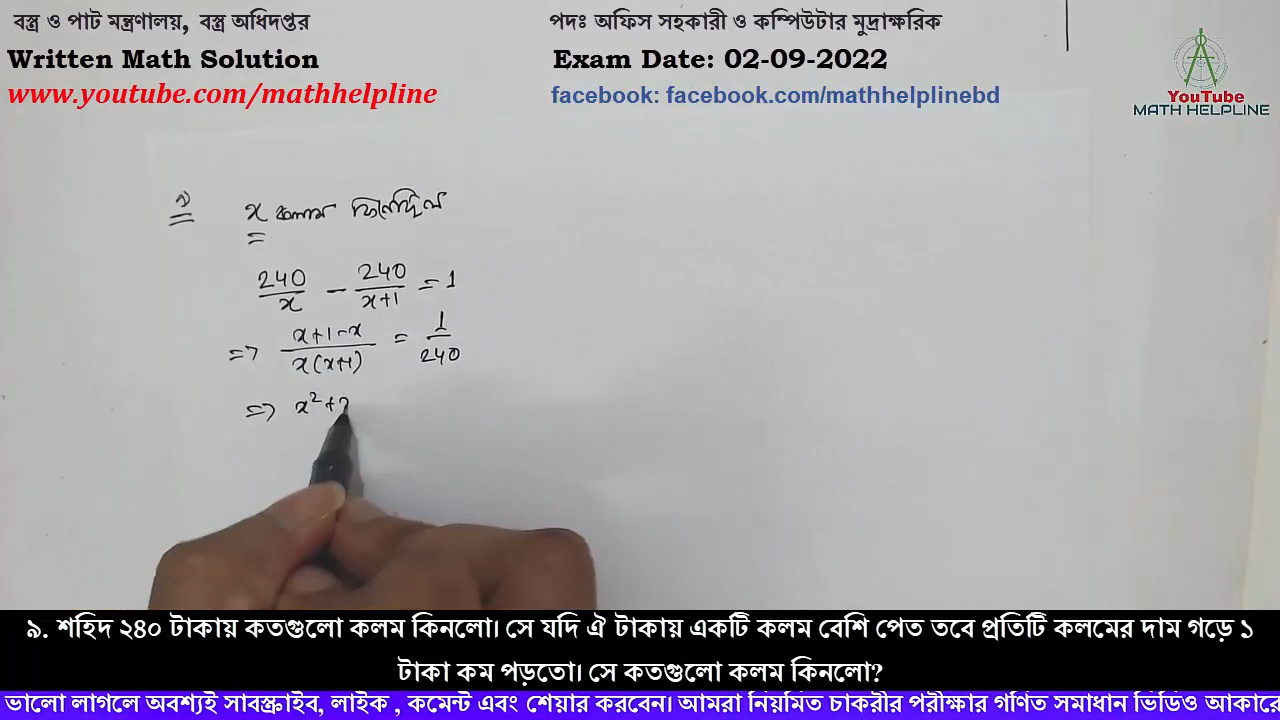 বস্ত্র ও পাট মন্ত্রণালয়, বস্ত্র অধিদপ্তর
পদঃ অফিস সহকারী ও কম্পিউটার মুদ্রাক্ষরিক
Written Math Solution
Exam Date: 02-09-2022
www.youtube.com/mathhelpline
facebook: facebook.com/mathhelplinebd
YouTube
MATH HELPLINE
x কলাম কিনেছিল
240/x - 240/x+1 = 1
=> x+1-x/x(x+1) = 1/240
=> x² +
৯. শহিদ ২৪০ টাকায় কতগুলো কলম কিনলো। সে যদি ঐ টাকায় একটি কলম বেশি পেত তবে প্রতিটি কলমের দাম গড়ে ১
টাকা কম পড়তো। সে কতগুলো কলম কিনলো?
ভালো লাগলে অবশ্যই সাবস্ক্রাইব, লাইক , কমেন্ট এবং শেয়ার করবেন। আমরা নিয়মিত চাকরীর পরীক্ষার গণিত সমাধান ভিডিও আকারে